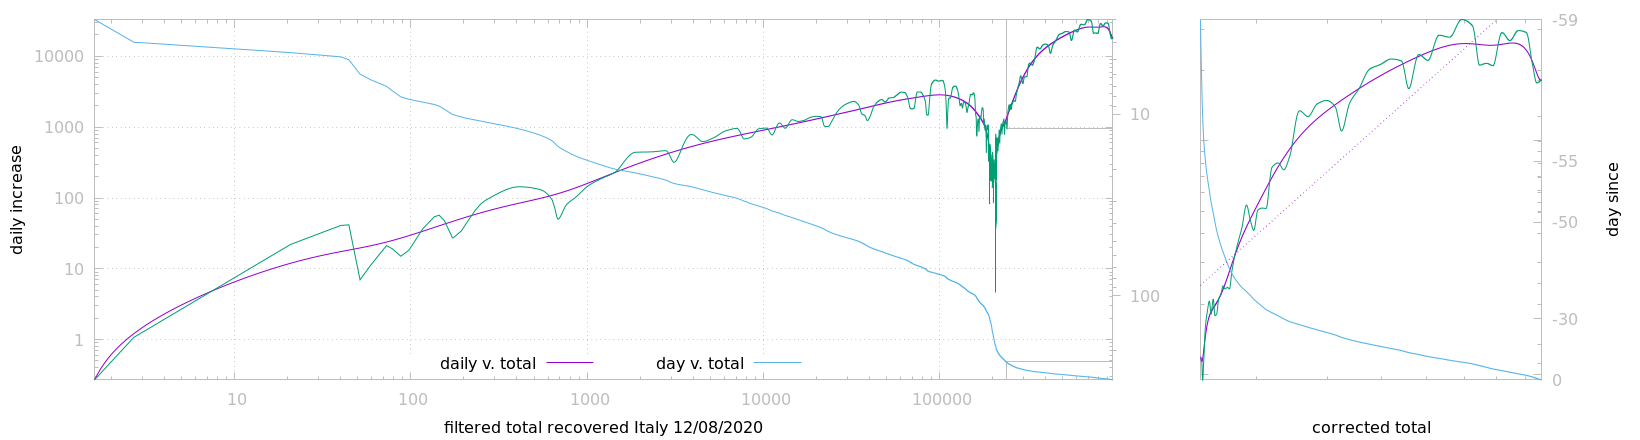 10000
1000
100
10
1
daily increase
10
100
daily v. total
day v. total
10
100
1000
10000
100000
filtered total recovered Italy 12/08/2020
-59
-55
-50
-30
0
day since
corrected total